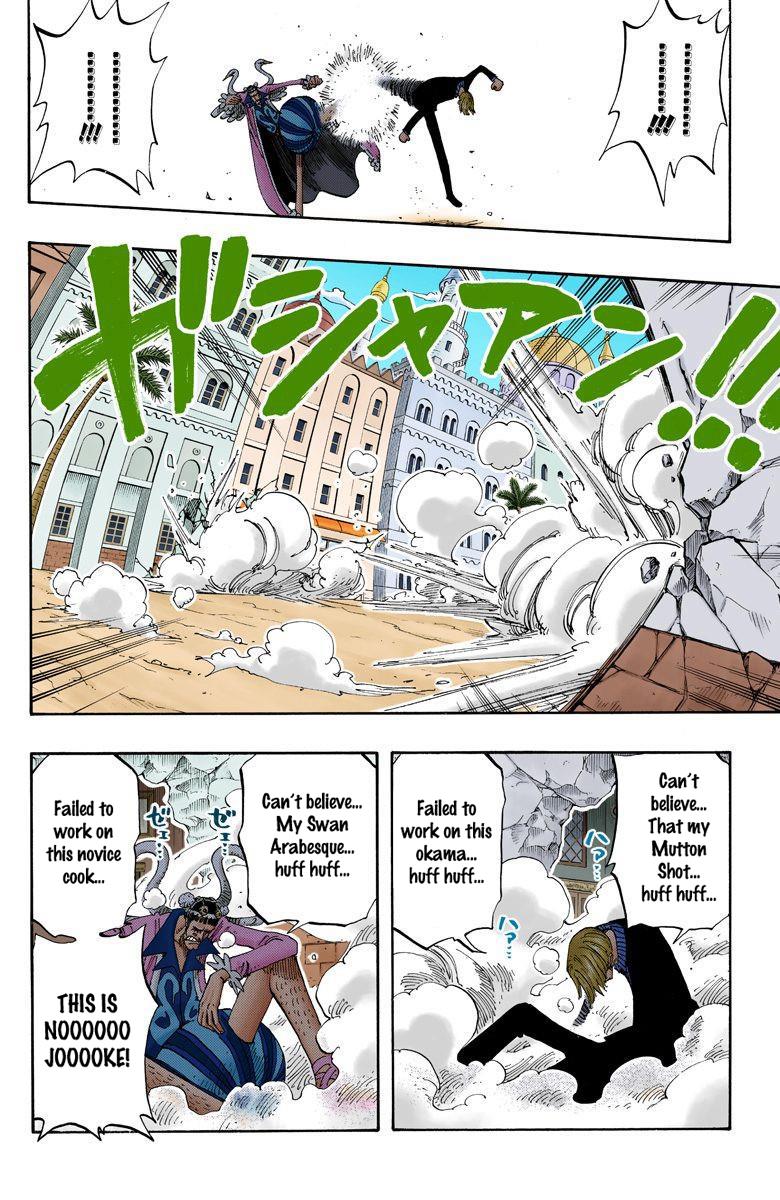 ………………
………………!!!
………………
………………!!!
ガシャアン!!!
Can't
believe...
That my
Mutton
Shot...
huff huff...
ハァ…
Failed to
work on this
okama...
huff huff...
ハァ…
Can't believe...
My Swan
Arabesque...
huff huff...
ゼェ…
Failed to
work on
this novice
cook...
ゼェ…
THIS IS
NOOOOOO
JOOOOKE!